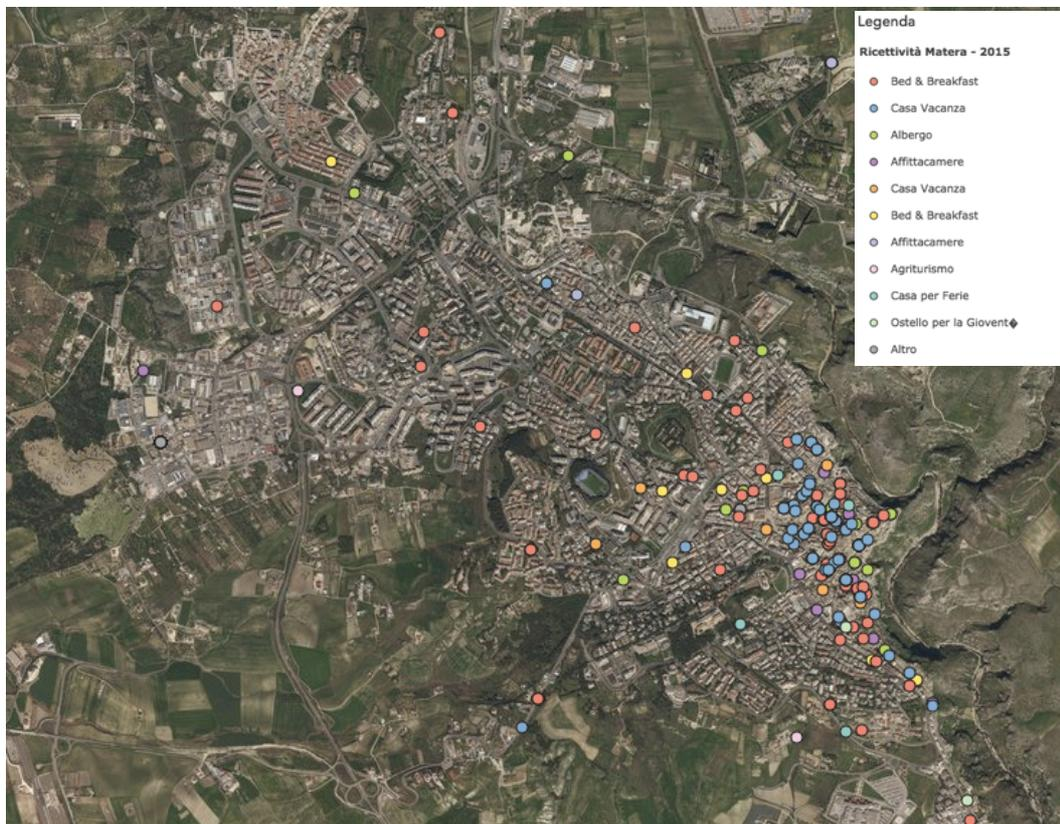 Legenda
Ricettività Matera - 2015
Bed & Breakfast
Casa Vacanza
Albergo
Affittacamere
Casa Vacanza
Bed & Breakfast
Affittacamere
Agriturismo
Casa per Ferie
Ostello per la Giovent�
Altro